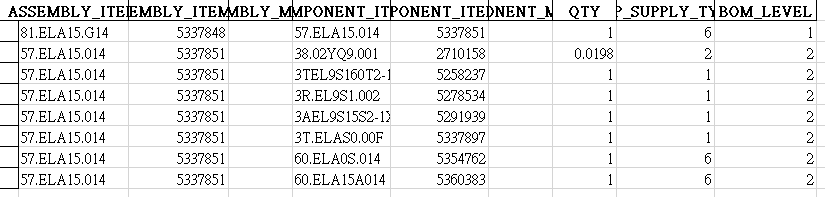 ASSEMBLY_ITE EMBLY_ITEM MBLY_M MPONENT_IT PONENT_ITE ONENT_M QTY P_SUPPLY_TY BOM_LEVEL
81.ELA15.G14 5337848 57.ELA15.014 5337851 1 6 1
57.ELA15.014 5337851 38.02YQ9.001 2710158 0.0198 2 2
57.ELA15.014 5337851 3TEL9S160T2-1 5258237 1 1 2
57.ELA15.014 5337851 3R.EL9S1.002 5278534 1 1 2
57.ELA15.014 5337851 3AEL9S15S2-1X 5291939 1 1 2
57.ELA15.014 5337851 3T.ELAS0.00F 5337897 1 1 2
57.ELA15.014 5337851 60.ELA0S.014 5354762 1 6 2
57.ELA15.014 5337851 60.ELA15A014 5360383 1 6 2